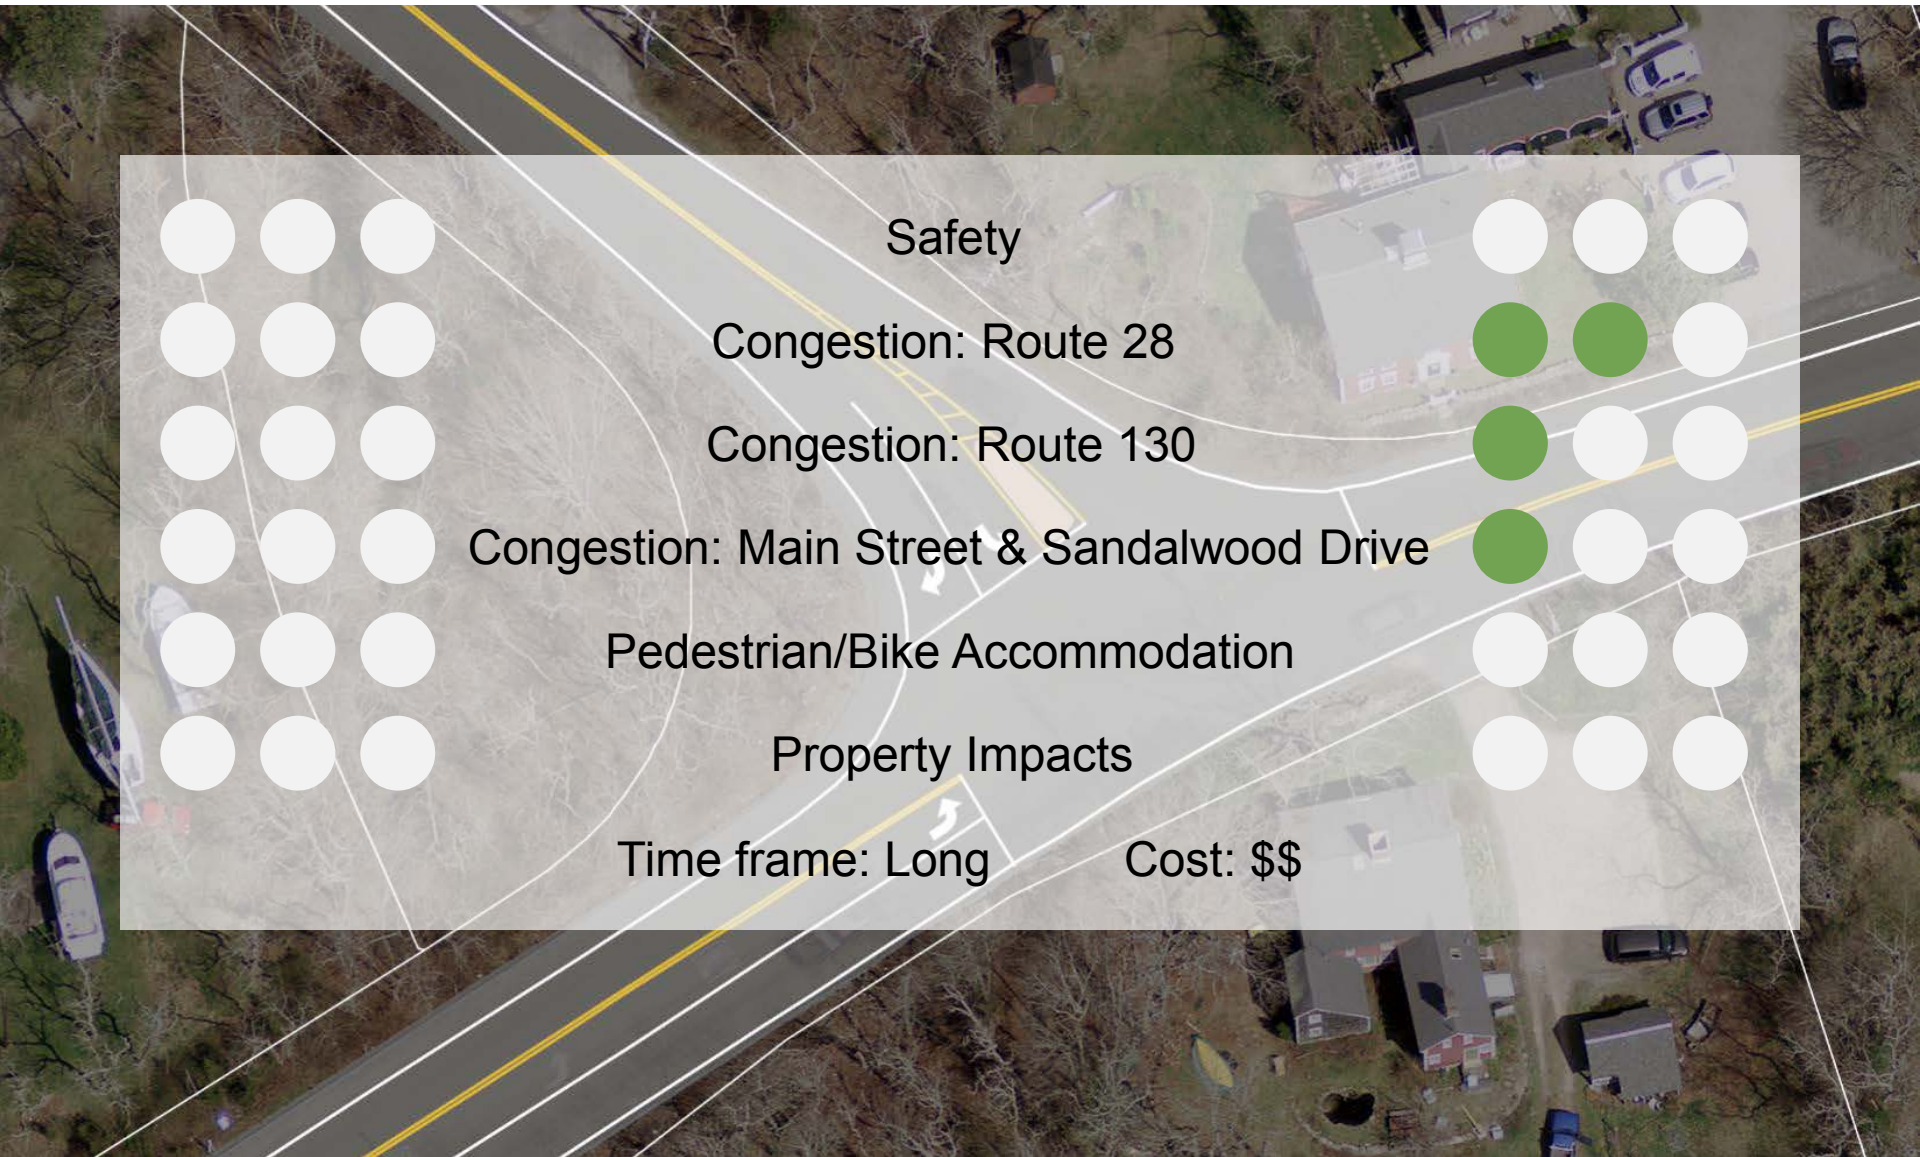 Safety
Congestion: Route 28
Congestion: Route 130
Congestion: Main Street & Sandalwood Drive
Pedestrian/Bike Accommodation
Property Impacts
Time frame: Long Cost: $$